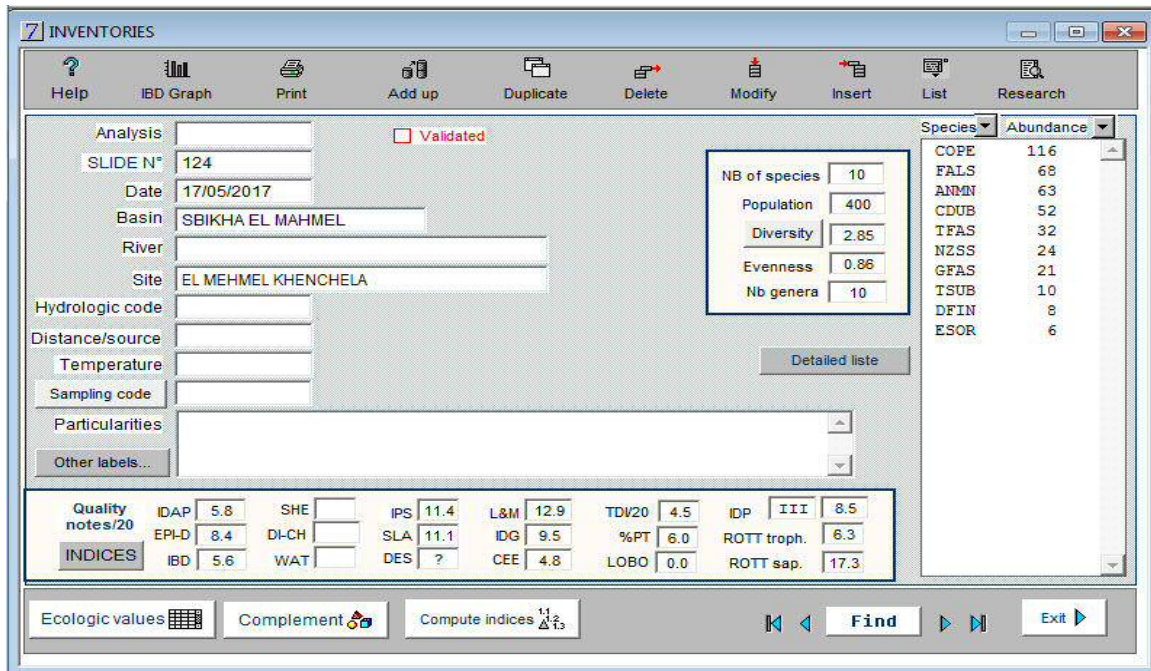 7 INVENTORIES
? Help IBD Graph Print Add up Duplicate Delete Modify Insert List Research
Analysis
Validated
SLIDE N° 124
Date 17/05/2017
Basin SBIKHA EL MAHMEL
River
Site EL MEHMEL KHENCHELA
Hydrologic code
Distance/source
Temperature
Sampling code
Particularities
Other labels...
NB of species 10
Population 400
Diversity 2.85
Evenness 0.86
Nb genera 10
Detailed liste
Species Abundance
COPE 116
FALS 68
ANMN 63
CDUB 52
TFAS 32
NZSS 24
GFAS 21
TSUB 10
DFIN 8
ESOR 6
Quality notes/20
INDICES
IDAP 5.8 SHE IPS 11.4 L&M 12.9 TDI/20 4.5 IDP III 8.5
EPI-D 8.4 DI-CH SLA 11.1 IDG 9.5 %PT 6.0 ROTT troph. 6.3
IBD 5.6 WAT DES ? CEE 4.8 LOBO 0.0 ROTT sap. 17.3
Ecologic values Complement Compute indices 1.1 1.2 1.3 Find Exit